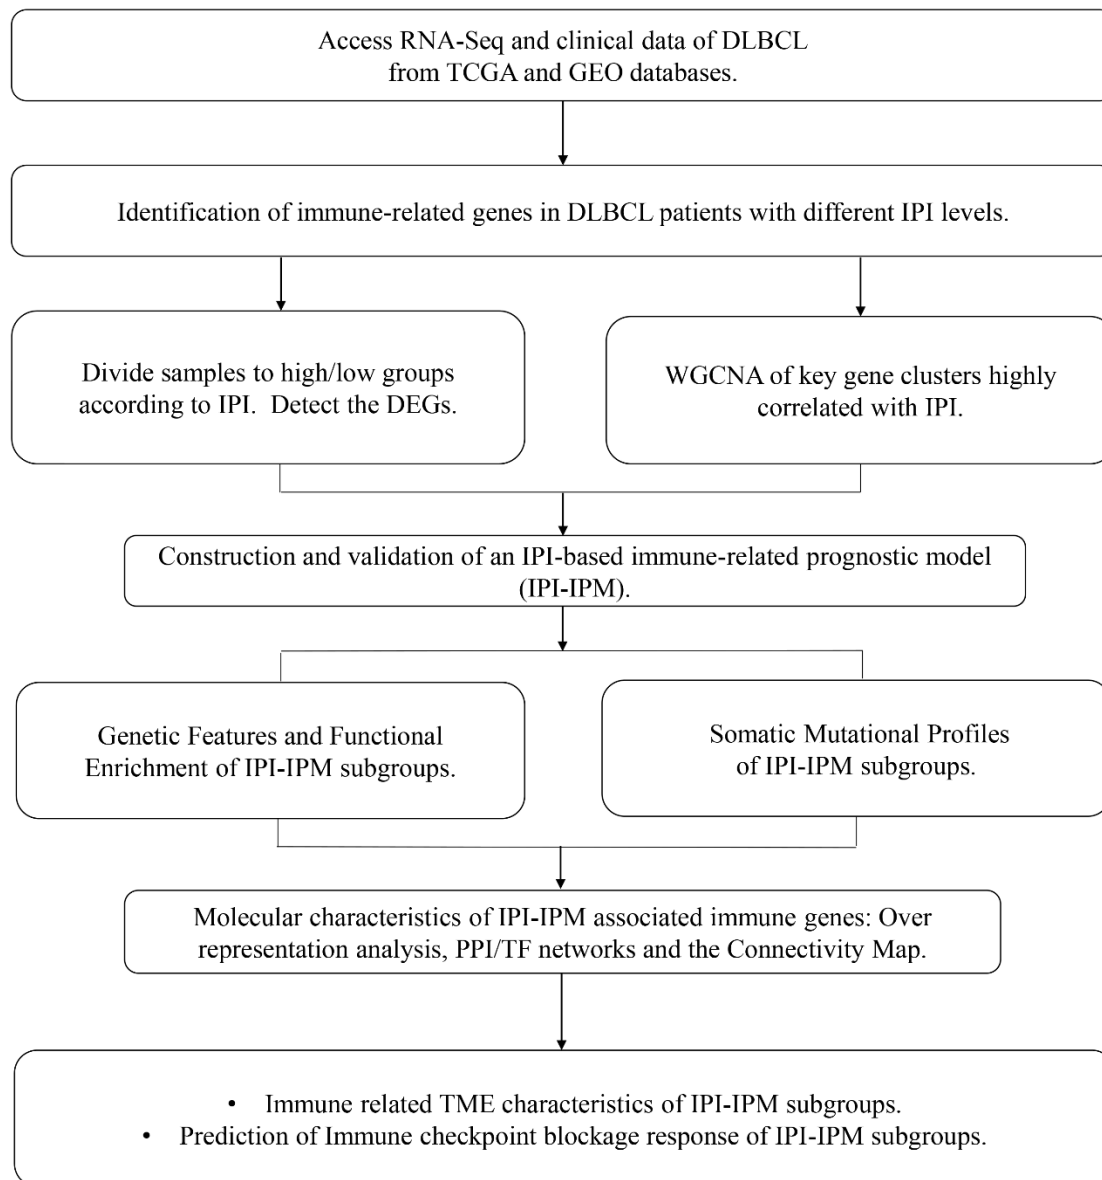 Access RNA-Seq and clinical data of DLBCL
from TCGA and GEO databases.
Identification of immune-related genes in DLBCL patients with different IPI levels.
Divide samples to high/low groups
according to IPI.  Detect the DEGs.
WGCNA of key gene clusters highly
correlated with IPI.
Construction and validation of an IPI-based immune-related prognostic model
(IPI-IPM).
Genetic Features and Functional
Enrichment of IPI-IPM subgroups.
Somatic Mutational Profiles
of IPI-IPM subgroups.
Molecular characteristics of IPI-IPM associated immune genes: Over
representation analysis, PPI/TF networks and the Connectivity Map.
• Immune related TME characteristics of IPI-IPM subgroups.
• Prediction of Immune checkpoint blockage response of IPI-IPM subgroups.